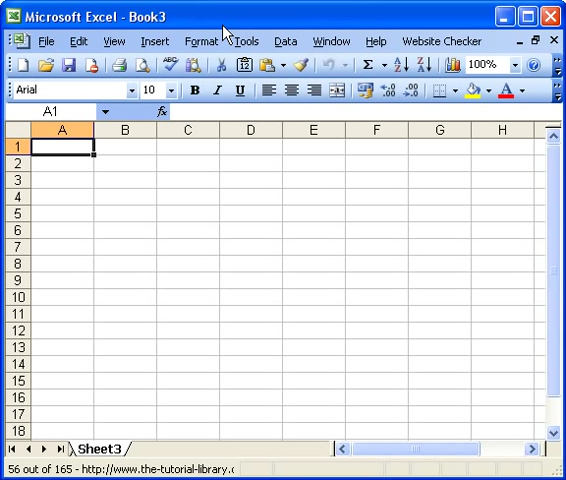 Microsoft Excel - Book3
File Edit View Insert Format Tools Data Window Help Website Checker
100%
Arial 10 B I U
A1 fx
A B C D E F G H
1
2
3
4
5
6
7
8
9
10
11
12
13
14
15
16
17
18
Sheet3
56 out of 165 - http://www.the-tutorial-library.c